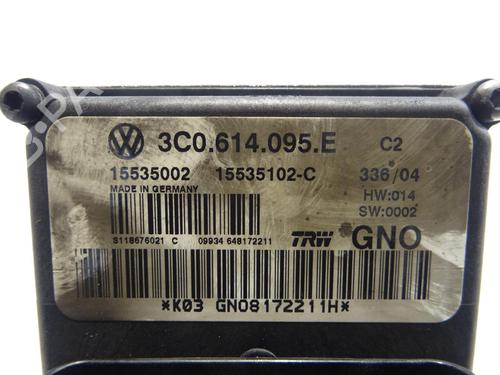 3C0.614.095.E C2
15535002 15535102-C 336/04
MADE IN GERMANY HW:014
SW:0002
S118676021 C 09934 648172211 TRW GNO
*K03 GNO8172211H*